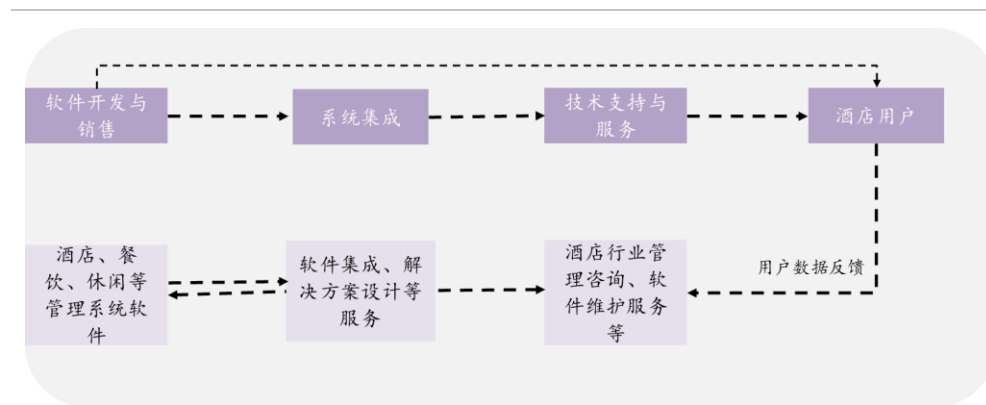 软件开发与
销售
系统集成
技术支持与
服务
酒店用户
酒店、餐
饮、休闲等
管理系统软
件
软件集成、解
决方案设计等
服务
酒店行业管
理咨询、软
件维护服务
等
用户数据反馈